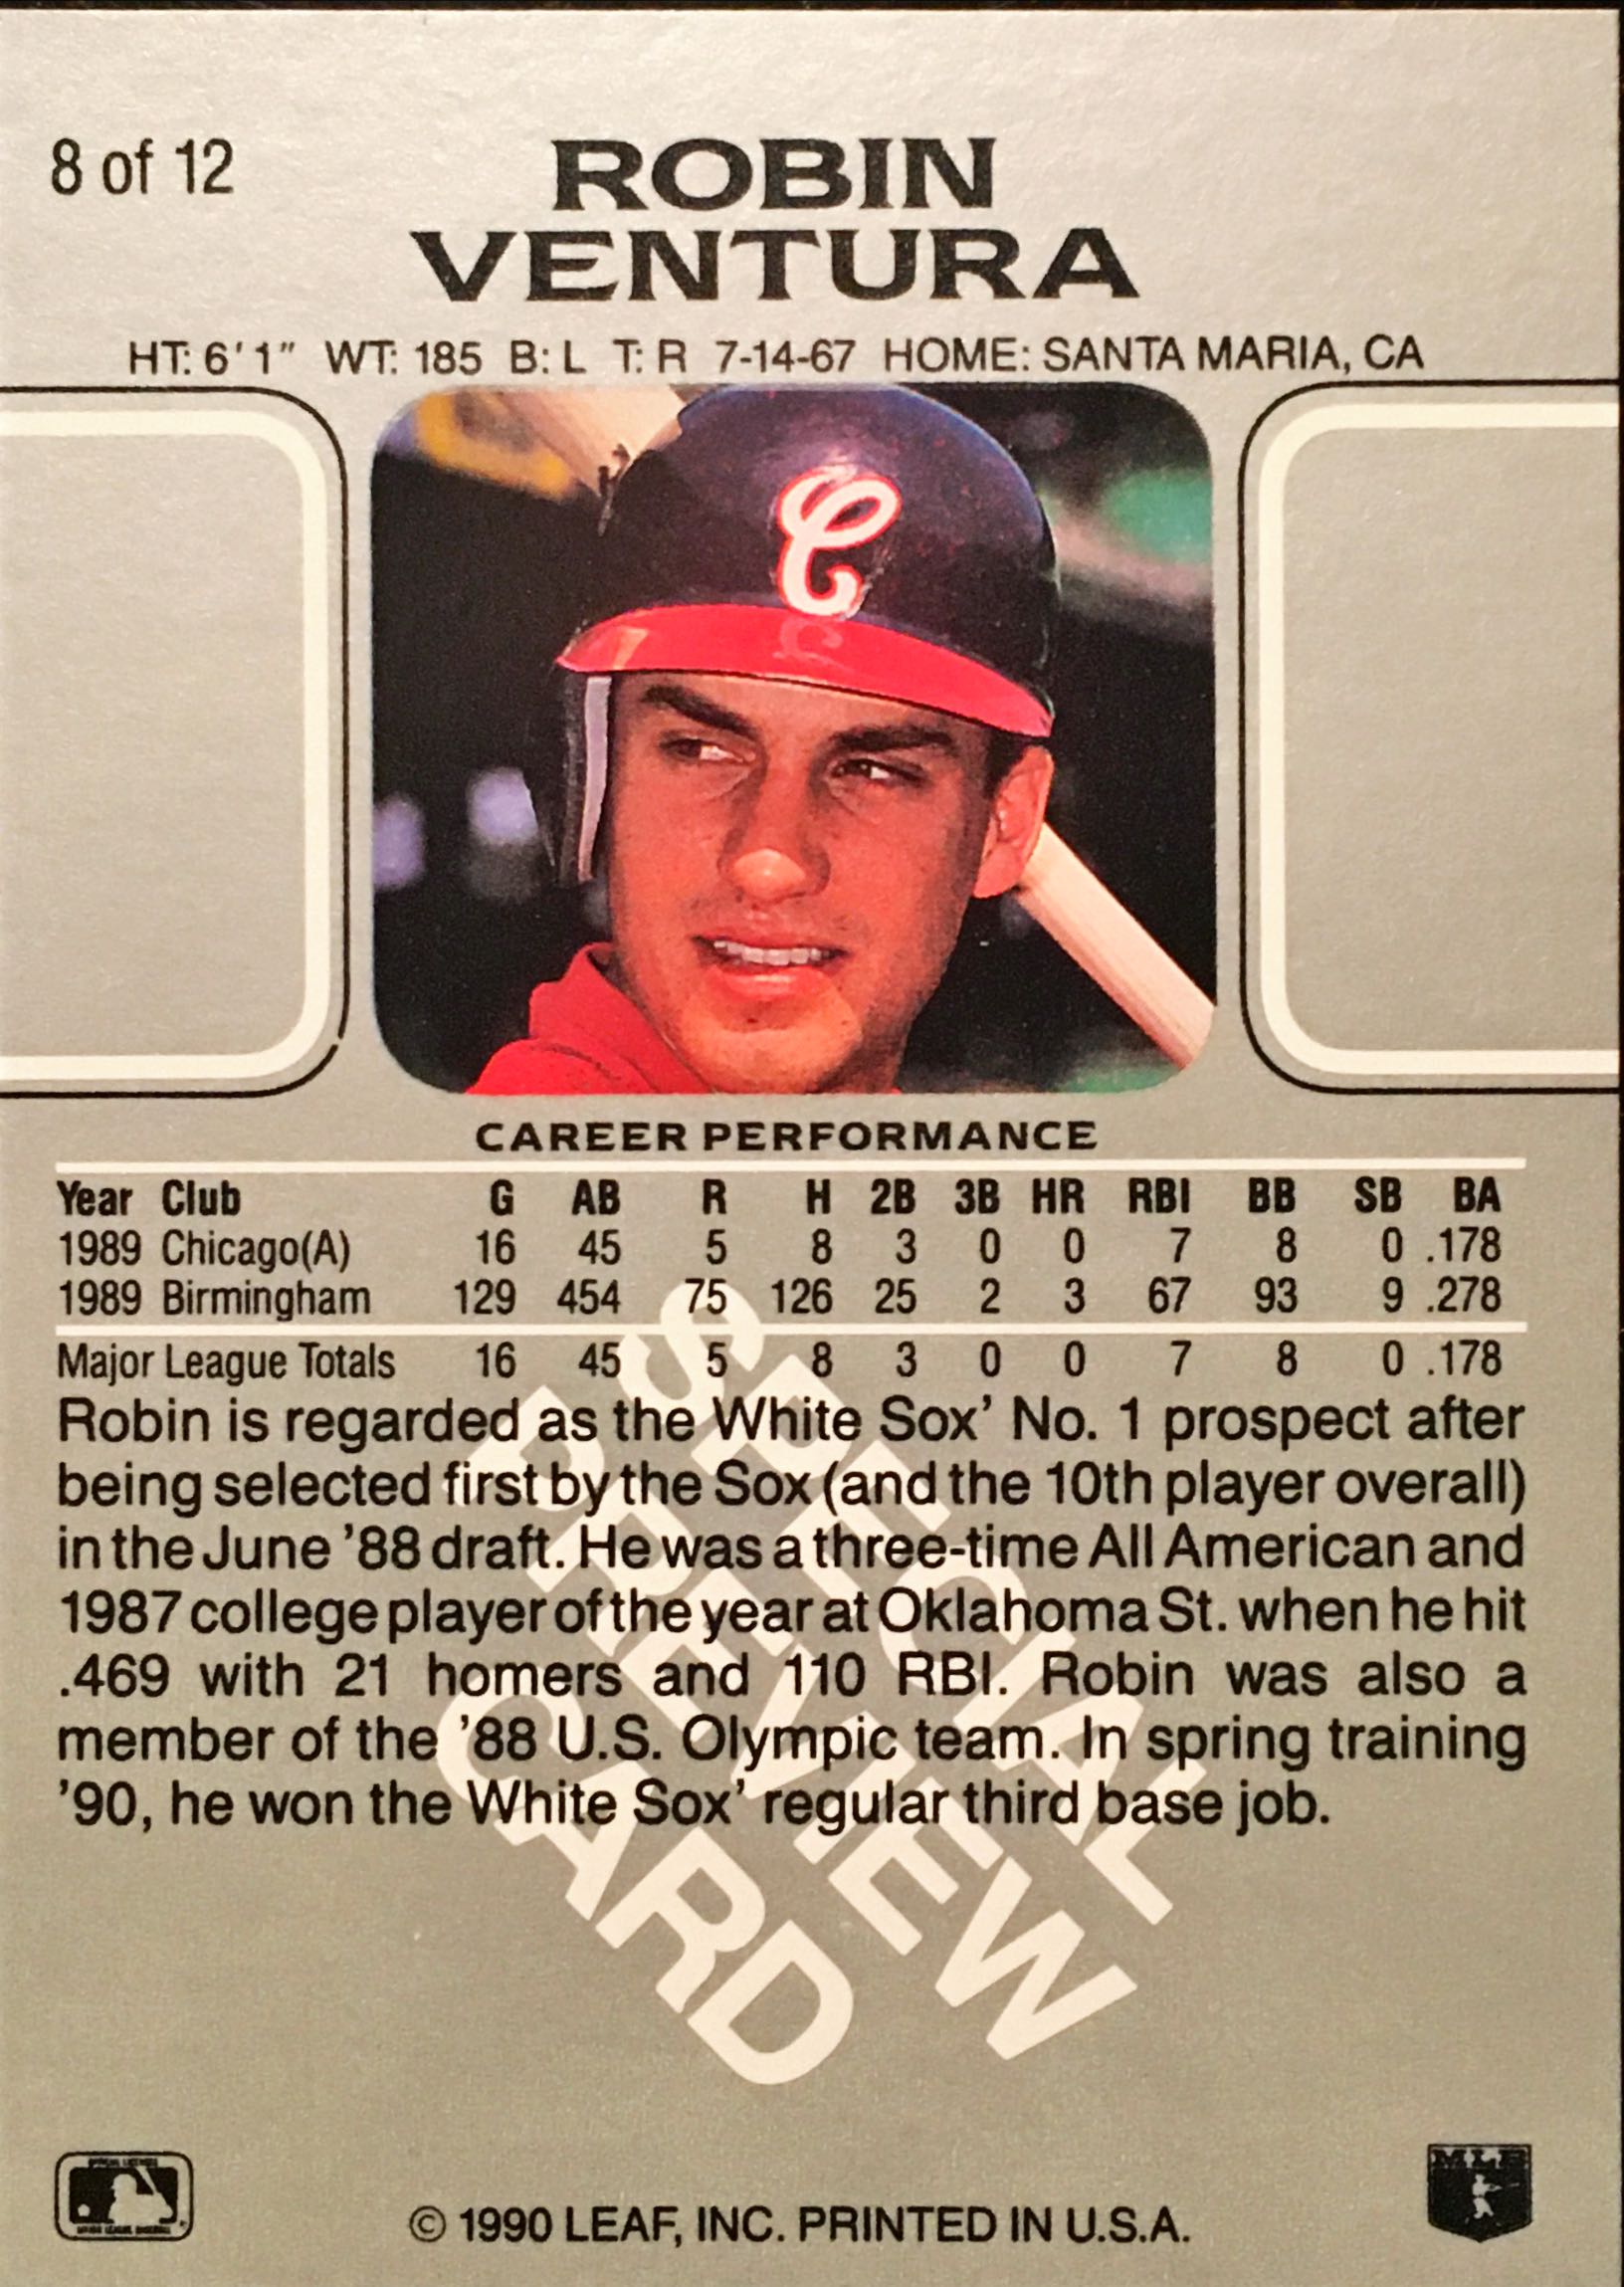 8 of 12
ROBIN
VENTURA
HT: 6'1" WT: 185 B: L T: R 7-14-67 HOME: SANTA MARIA, CA
C
CAREER PERFORMANCE
Year Club G AB R H 2B 3B HR RBI BB SB BA
1989 Chicago(A) 16 45 5 8 3 0 0 7 8 0 .178
1989 Birmingham 129 454 75 126 25 2 3 67 93 9 .278
Major League Totals 16 45 5 8 3 0 0 7 8 0 .178
Robin is regarded as the White Sox' No. 1 prospect after
being selected first by the Sox (and the 10th player overall)
in the June '88 draft. He was a three-time All American and
1987 college player of the year at Oklahoma St. when he hit
.469 with 21 homers and 110 RBI. Robin was also a
member of the '88 U.S. Olympic team. In spring training
'90, he won the White Sox' regular third base job.
SPECIAL
PREVIEW
CARD
© 1990 LEAF, INC. PRINTED IN U.S.A.